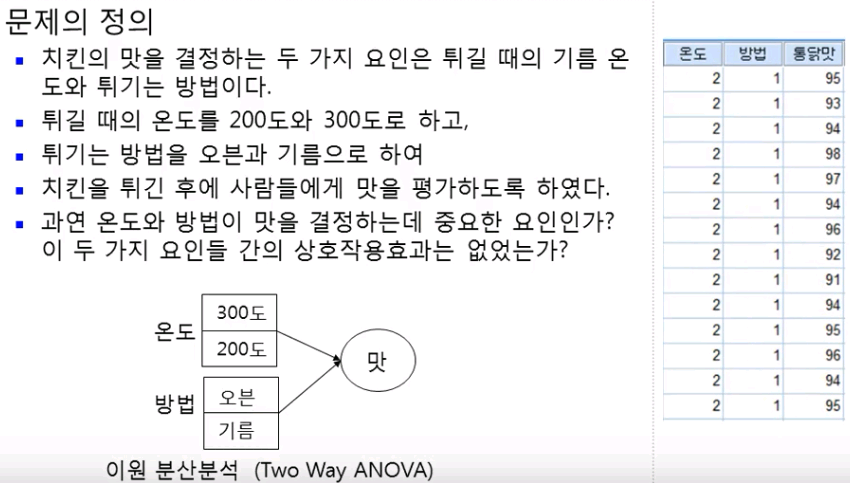 문제의 정의
치킨의 맛을 결정하는 두 가지 요인은 튀길 때의 기름 온
도와 튀기는 방법이다.
튀길 때의 온도를 200도와 300도로 하고,
튀기는 방법을 오븐과 기름으로 하여
치킨을 튀긴 후에 사람들에게 맛을 평가하도록 하였다.
과연 온도와 방법이 맛을 결정하는데 중요한 요인인가?
이 두 가지 요인들 간의 상호작용효과는 없었는가?
온도
300도
200도
방법
오븐
기름
맛
이원 분산분석 (Two Way ANOVA)
온도 방법 통닭맛
2 1 95
2 1 93
2 1 94
2 1 98
2 1 97
2 1 94
2 1 96
2 1 92
2 1 91
2 1 94
2 1 95
2 1 96
2 1 94
2 1 95